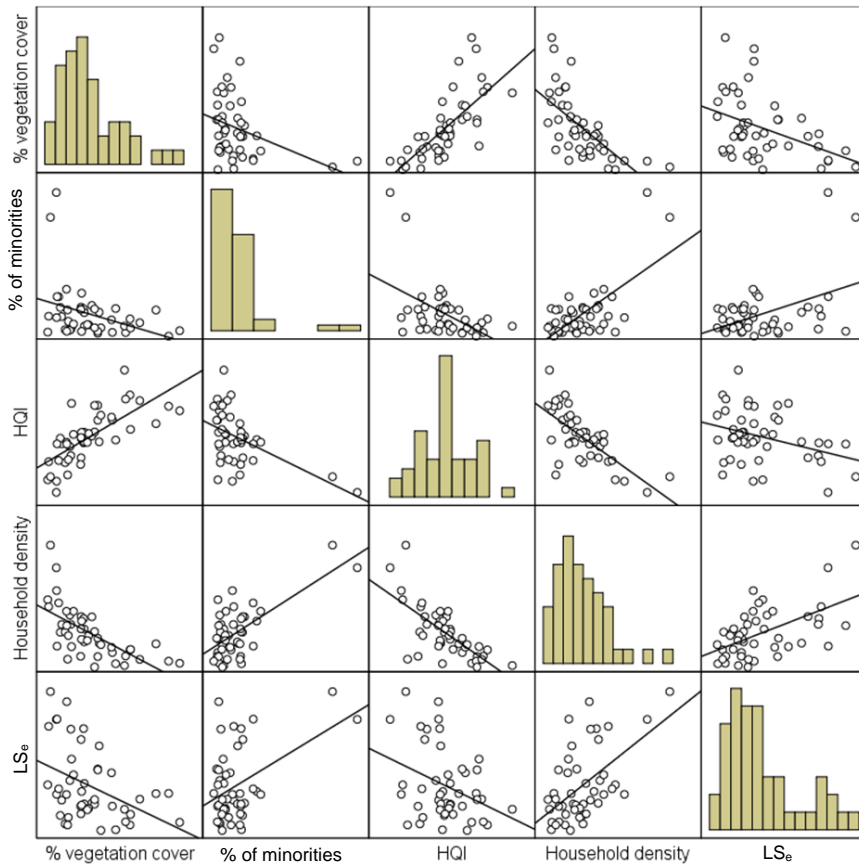 % vegetation cover
% of minorities
HQI
Household density
LSe
% vegetation cover
% of minorities
HQI
Household density
LSe